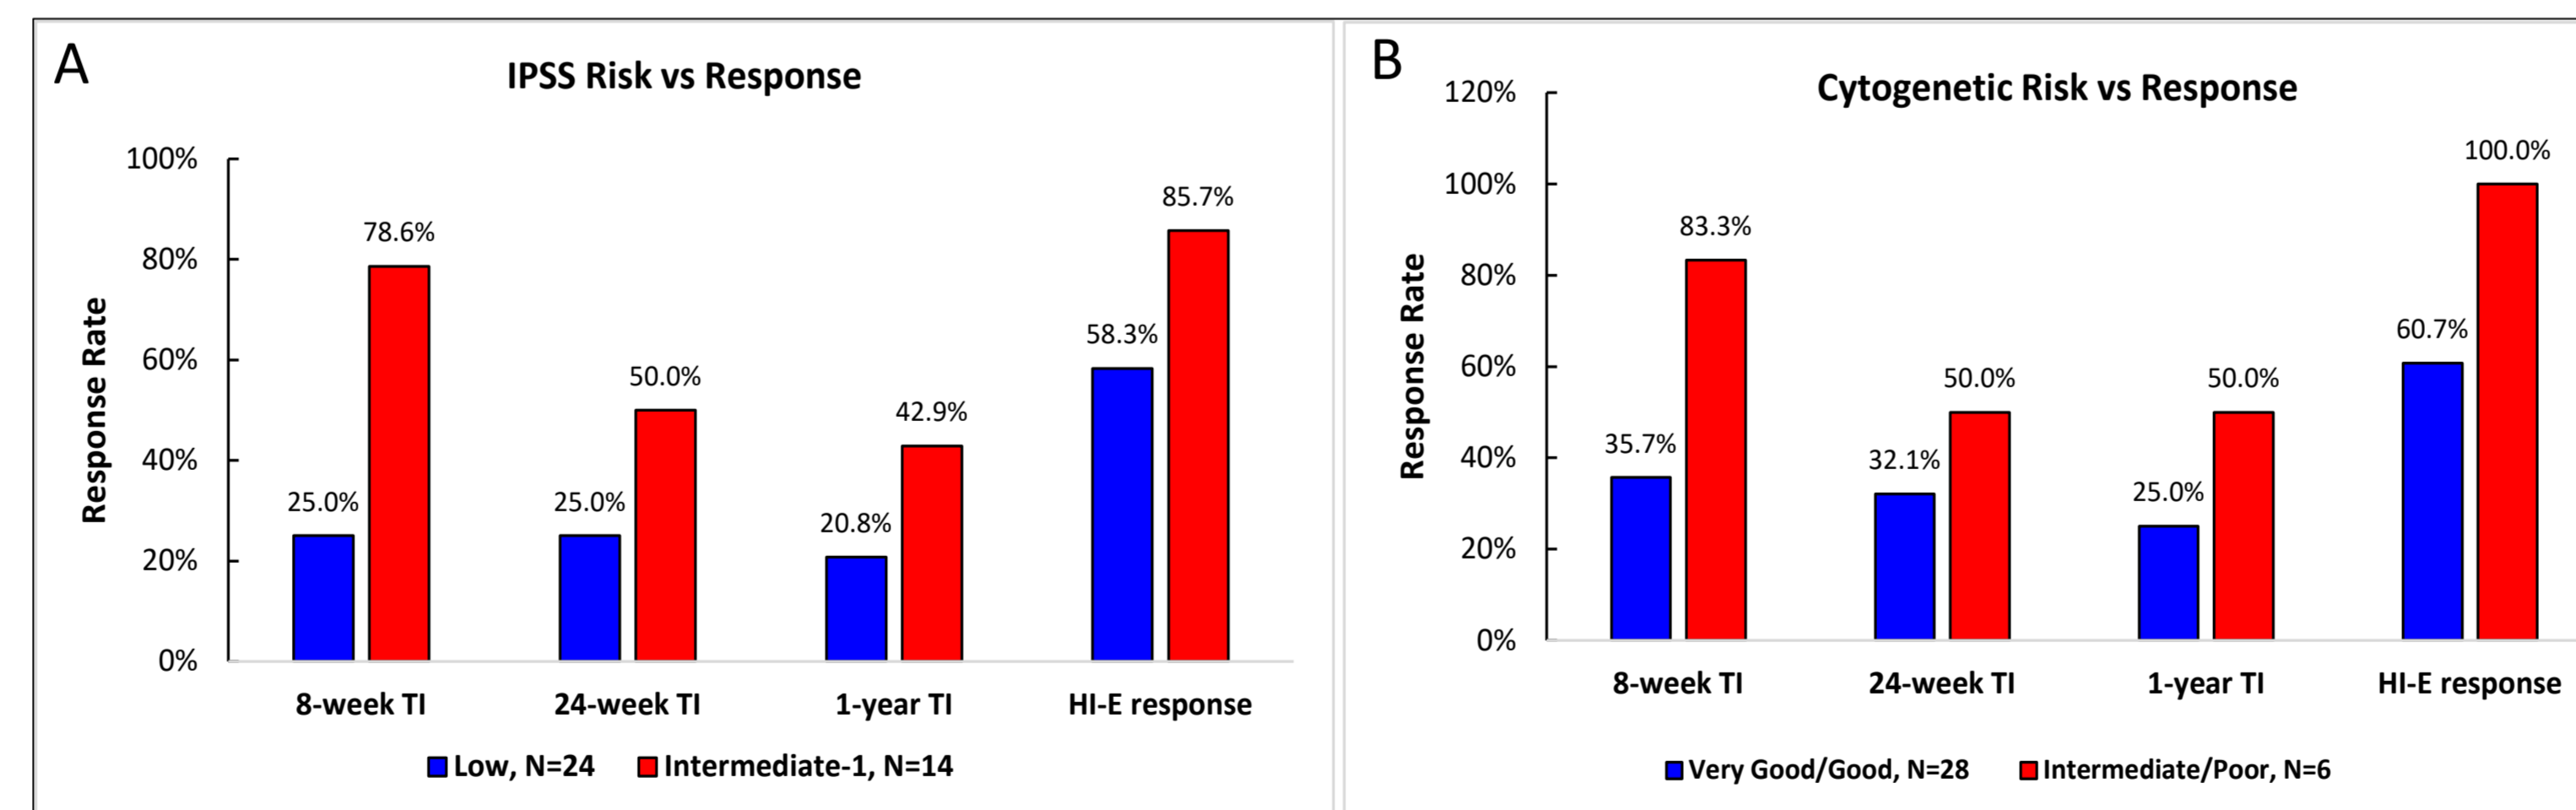 A
IPSS Risk vs Response
Response Rate
100%
80%
60%
40%
20%
0%
25.0%
78.6%
25.0%
50.0%
20.8%
42.9%
58.3%
85.7%
8-week TI
24-week TI
1-year TI
HI-E response
Low, N=24
Intermediate-1, N=14
B
Cytogenetic Risk vs Response
Response Rate
120%
100%
80%
60%
40%
20%
0%
35.7%
83.3%
32.1%
50.0%
25.0%
50.0%
60.7%
100.0%
8-week TI
24-week TI
1-year TI
HI-E response
Very Good/Good, N=28
Intermediate/Poor, N=6